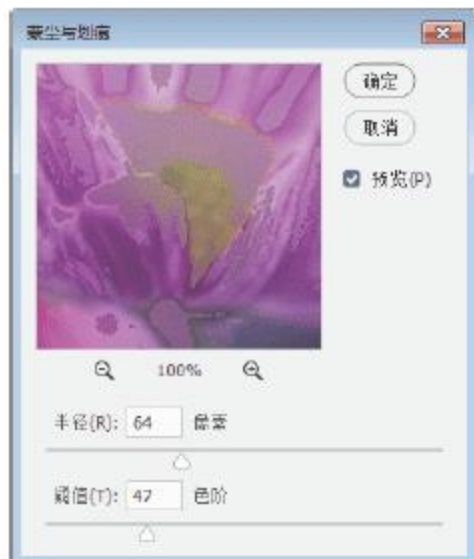 蒙尘与划痕
确定
取消
预览(P)
100%
半径(R): 64 像素
阈值(T): 47 色阶